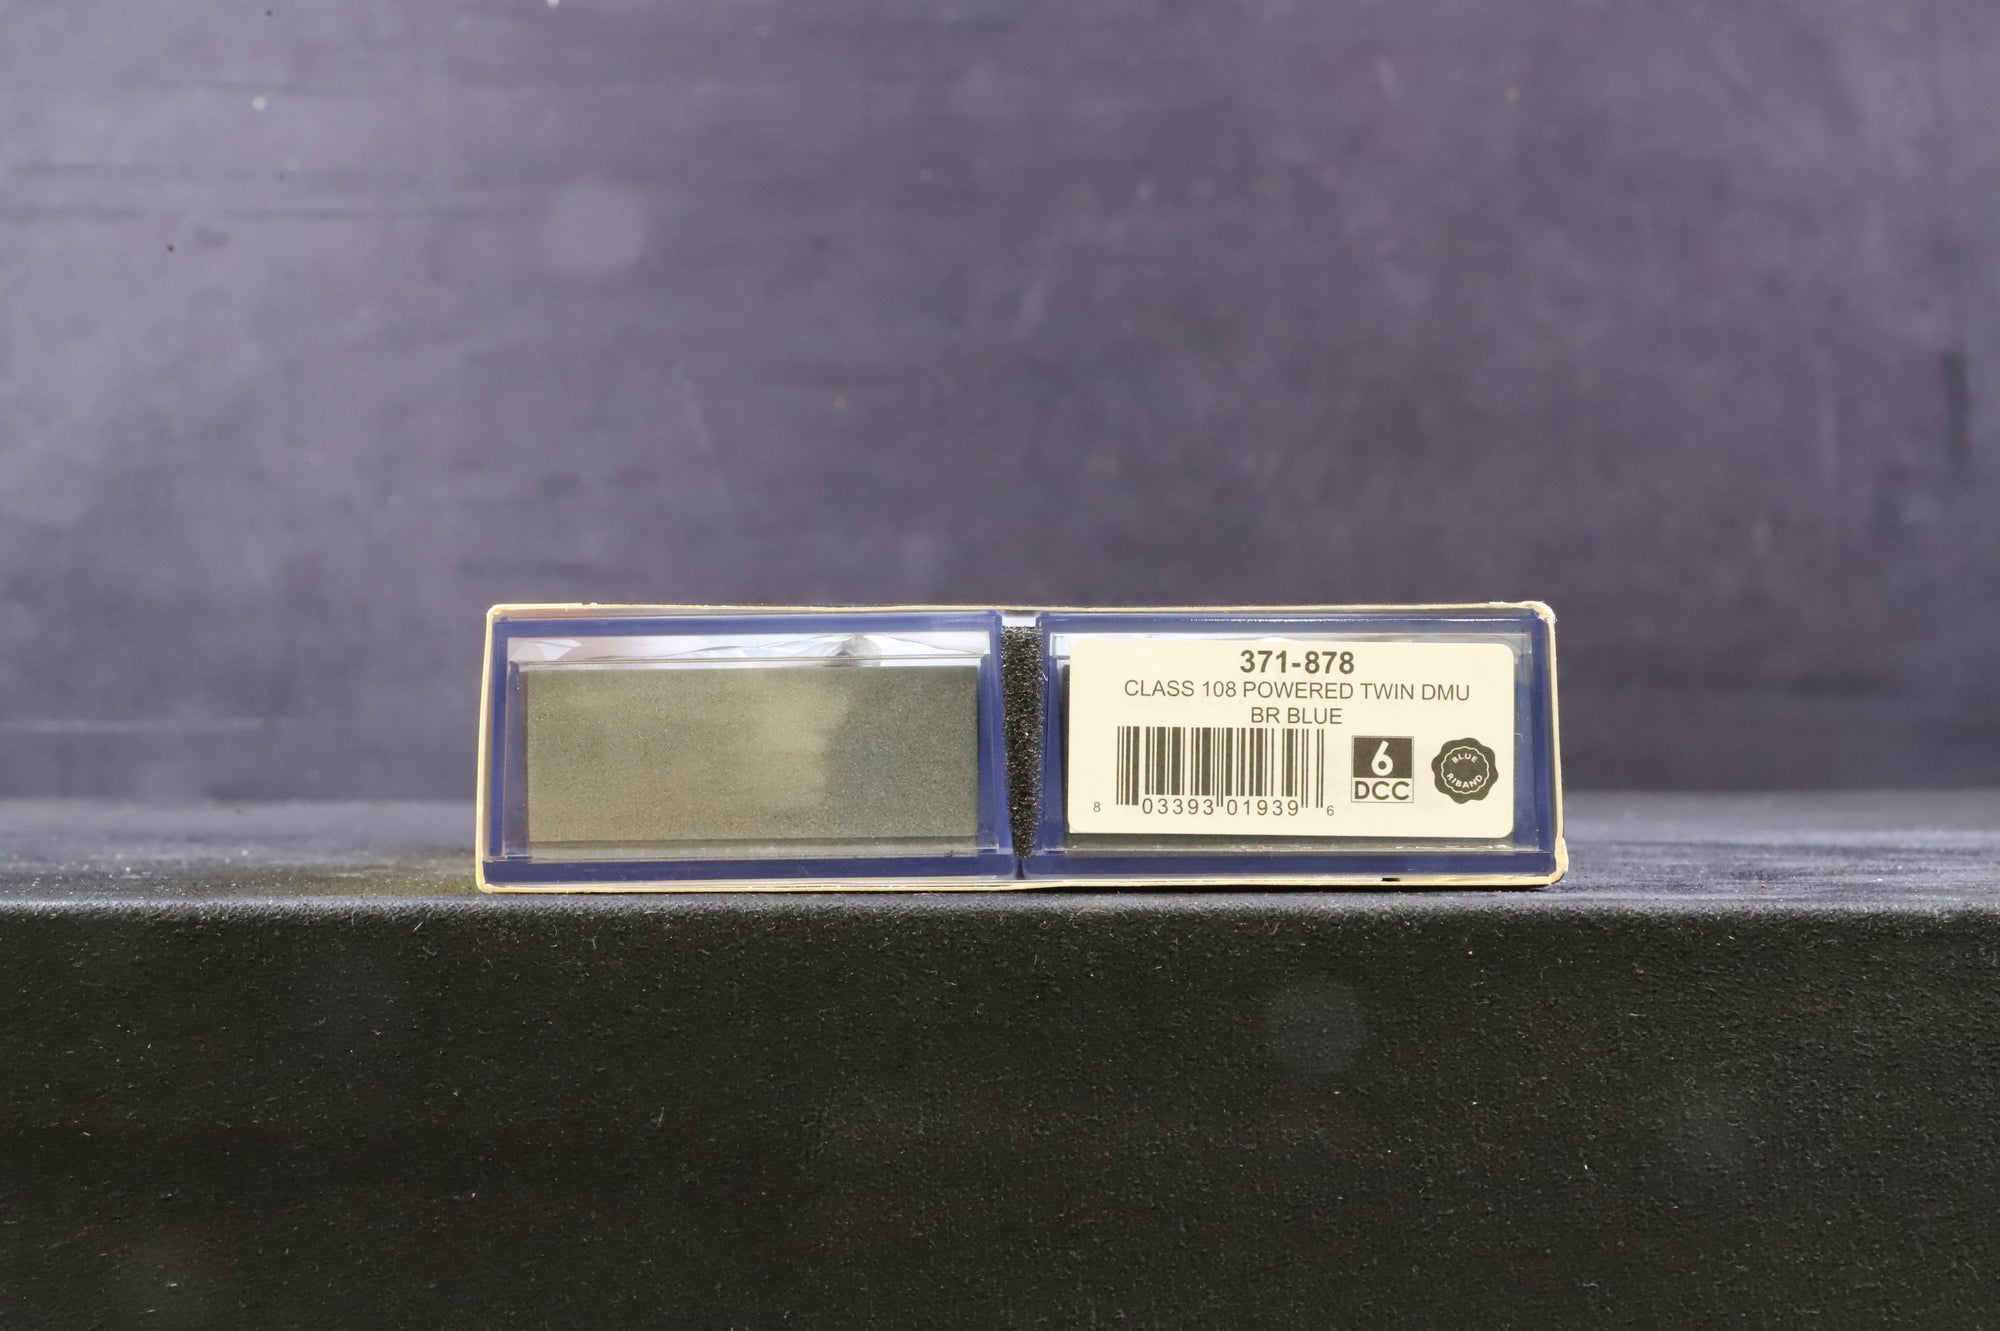 371-878
CLASS 108 POWERED TWIN DMU
BR BLUE
8 03393 01939 6
6
DCC
BLUE
RIBAND